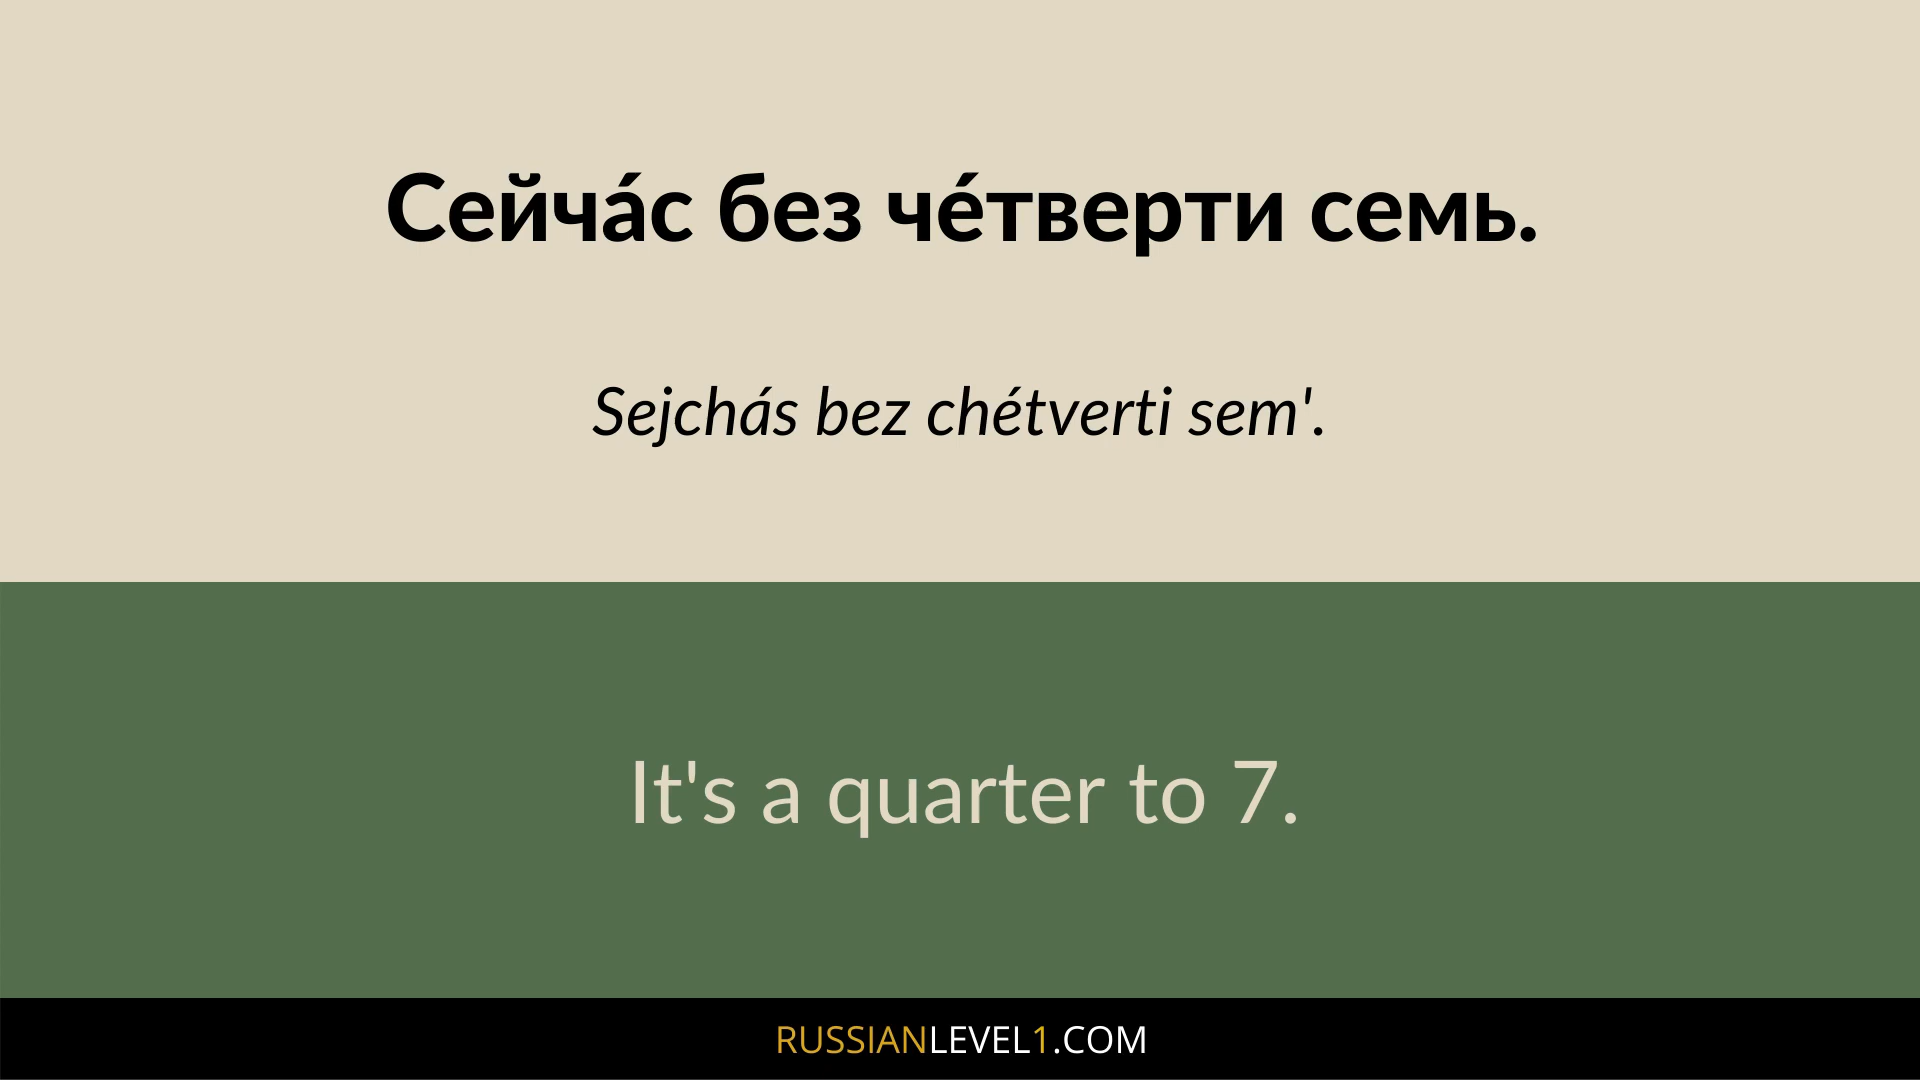 Сейча́с без че́тверти семь.
Sejchás bez chétverti sem'.
It's a quarter to 7.
RUSSIANLEVEL1.COM